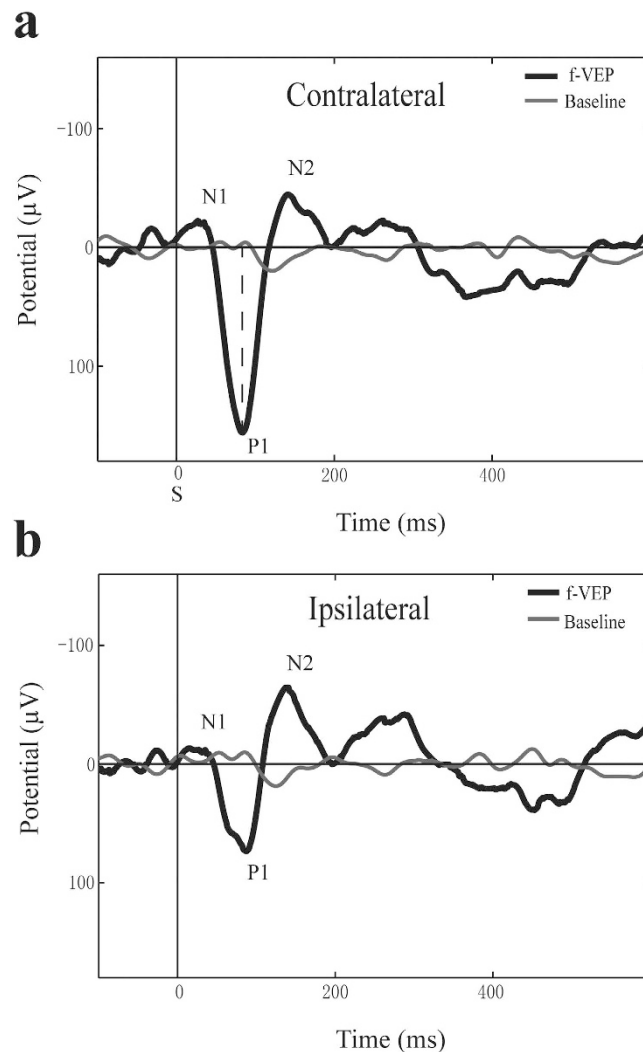 a
Contralateral
f-VEP
Baseline
N1
N2
P1
-100
0
100
Potential (µV)
0
200
400
S
Time (ms)
b
Ipsilateral
f-VEP
Baseline
N1
N2
P1
-100
0
100
Potential (µV)
0
200
400
Time (ms)